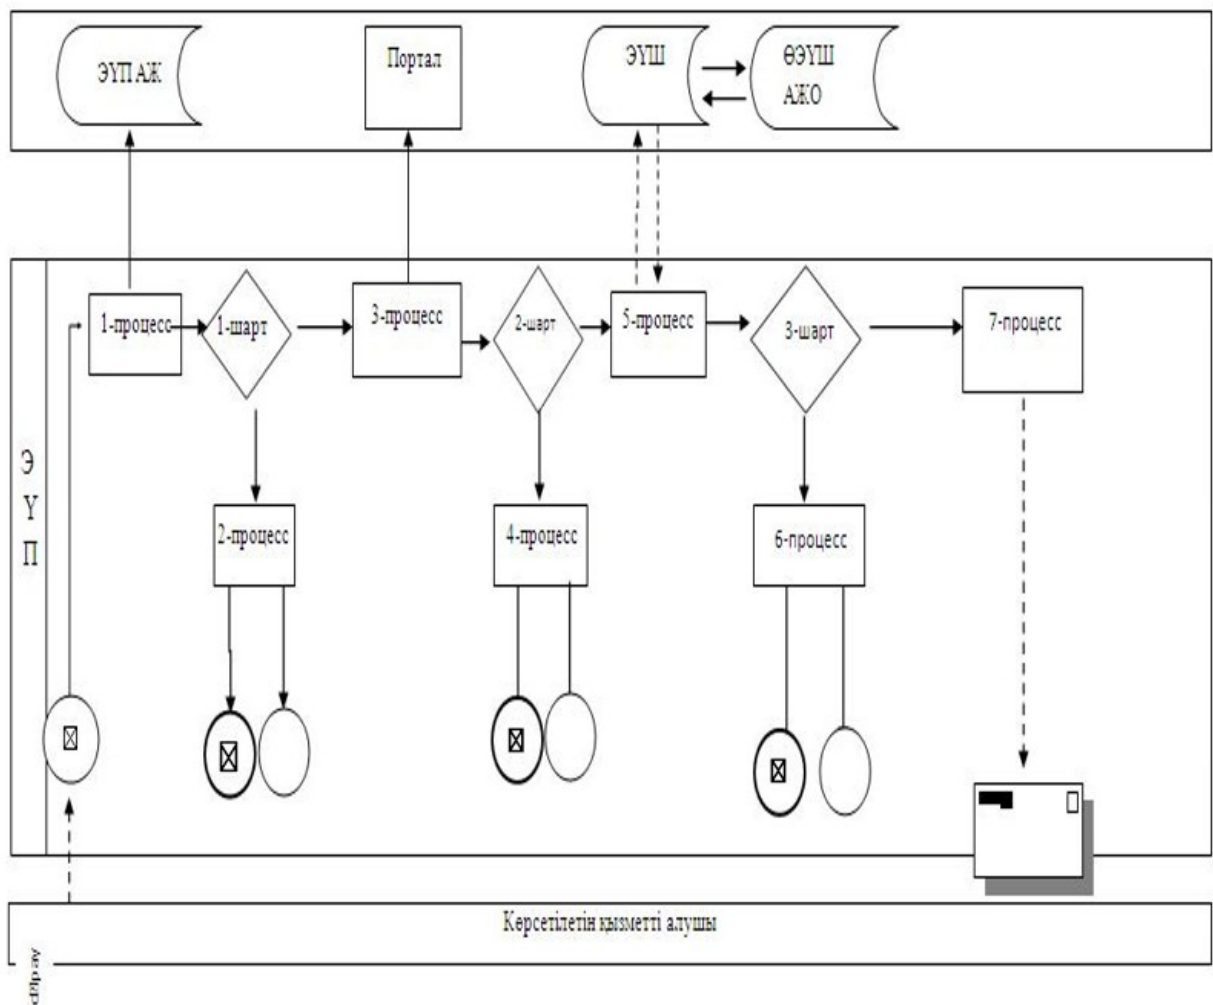 ЭҮП АЖ
Портал
ЭҮШ
ӨЭҮШ
АЖО
1-процесс
1-шарт
3-процесс
2-шарт
5-процесс
3-шарт
7-процесс
Э
Ү
П
2-процесс
4-процесс
6-процесс
Көрсетілетін қызметті алушы